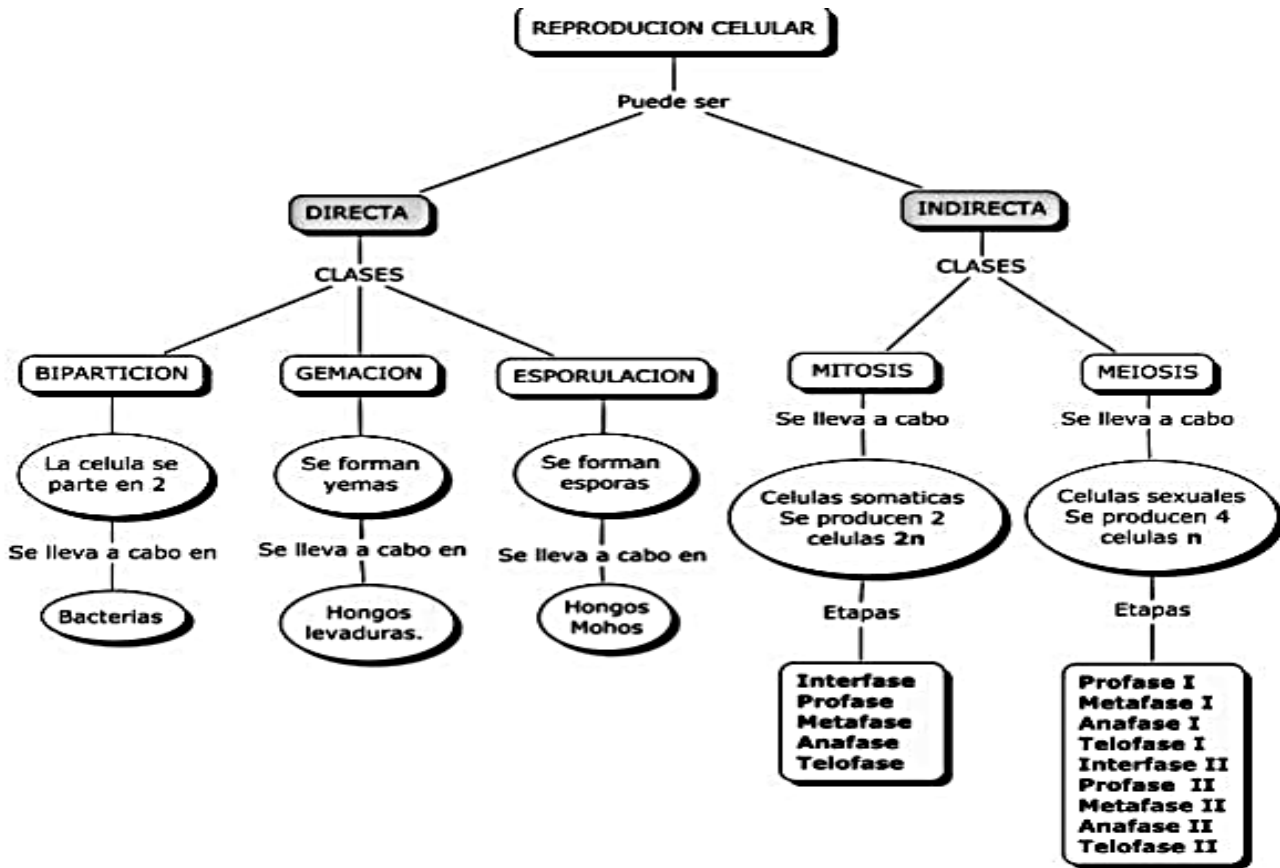 REPRODUCION CELULAR
Puede ser
DIRECTA
INDIRECTA
CLASES
CLASES
BIPARTICION
GEMACION
ESPORULACION
MITOSIS
MEIOSIS
Se lleva a cabo
Se lleva a cabo
La celula se
parte en 2
Se forman
yemas
Se forman
esporas
Celulas somaticas
Se producen 2
celulas 2n
Celulas sexuales
Se producen 4
celulas n
Se lleva a cabo en
Se lleva a cabo en
Se lleva a cabo en
Bacterias
Hongos
levaduras.
Hongos
Mohos
Etapas
Etapas
Interfase
Profase
Metafase
Anafase
Telofase
Profase I
Metafase I
Anafase I
Telofase I
Interfase II
Profase II
Metafase II
Anafase II
Telofase II